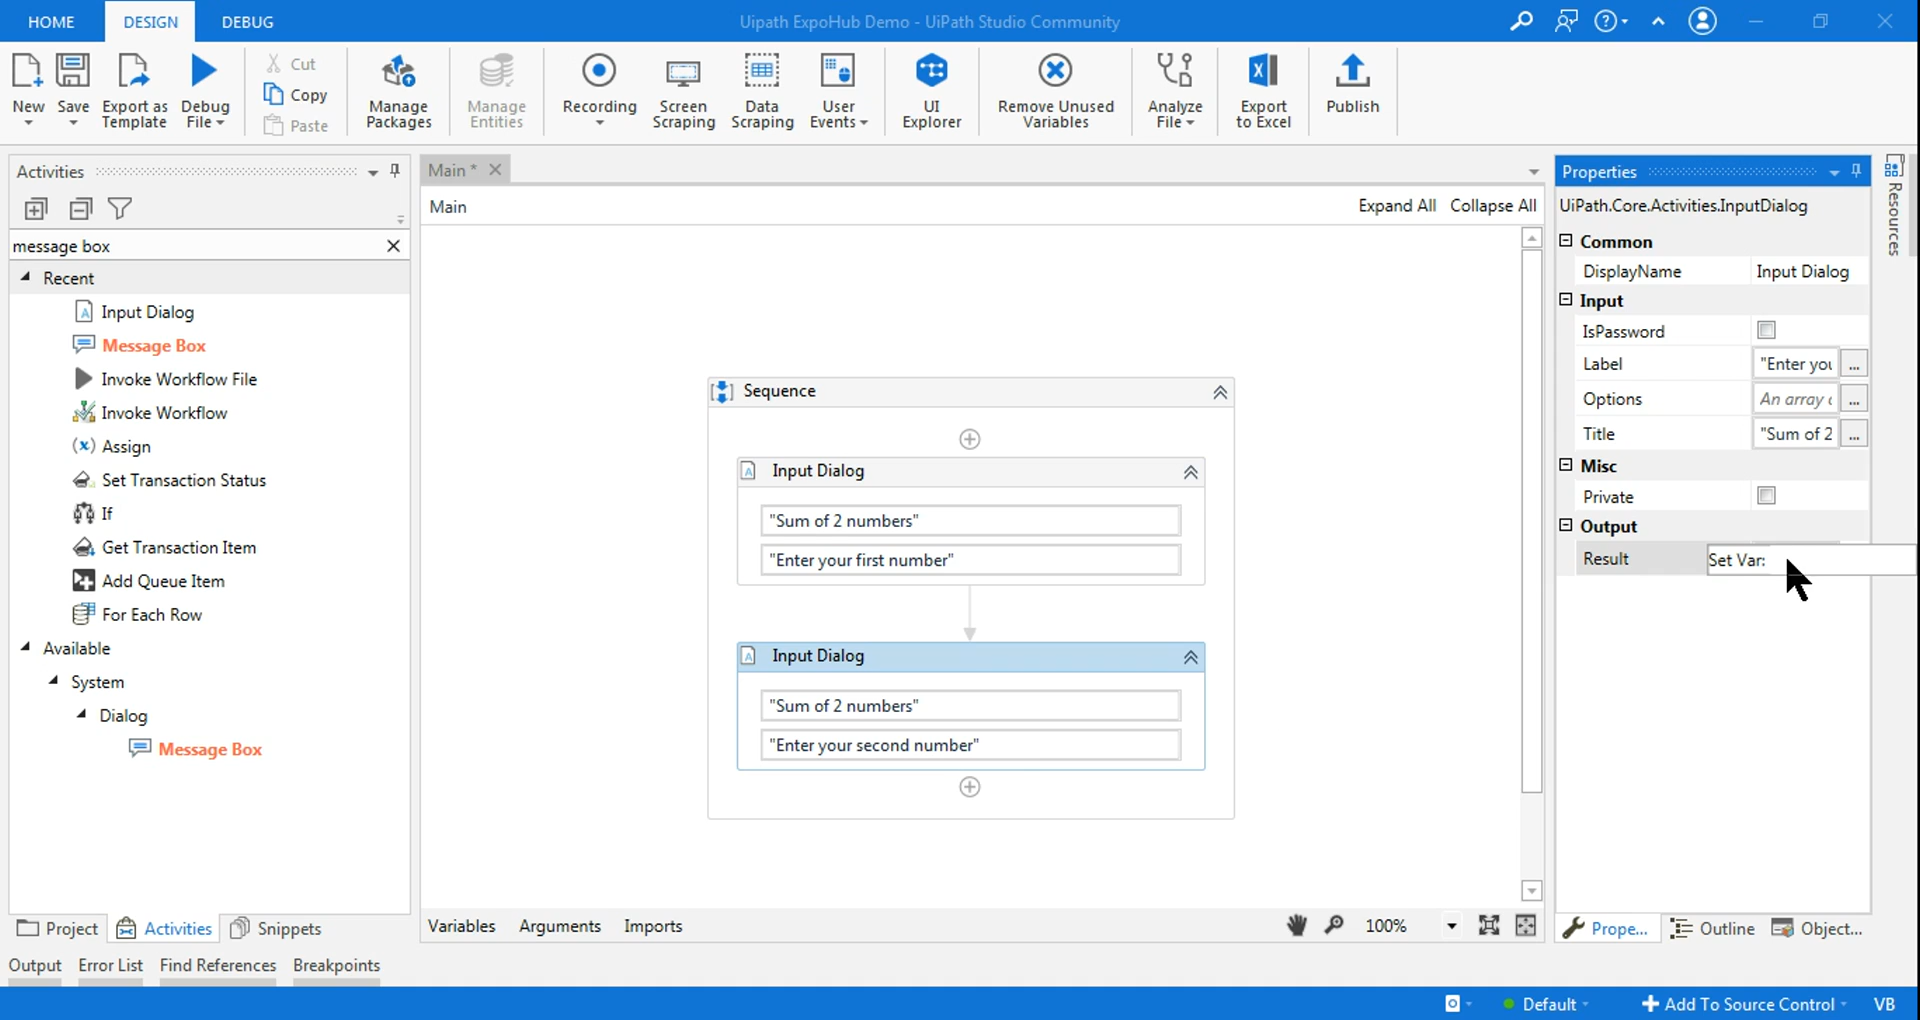 HOME DESIGN DEBUG Uipath ExpoHub Demo - UiPath Studio Community
New Save Export as Template Debug File Cut Copy Paste Manage Packages Manage Entities Recording Screen Scraping Data Scraping User Events UI Explorer Remove Unused Variables Analyze File Export to Excel Publish
Activities
message box
Recent
Input Dialog
Message Box
Invoke Workflow File
Invoke Workflow
Assign
Set Transaction Status
If
Get Transaction Item
Add Queue Item
For Each Row
Available
System
Dialog
Message Box
Project Activities Snippets
Main *
Main Expand All Collapse All
Sequence
Input Dialog
"Sum of 2 numbers"
"Enter your first number"
Input Dialog
"Sum of 2 numbers"
"Enter your second number"
Variables Arguments Imports 100%
Properties
UiPath.Core.Activities.InputDialog
Common
DisplayName Input Dialog
Input
IsPassword
Label "Enter you ...
Options An array ...
Title "Sum of 2 ...
Misc
Private
Output
Result Set Var:
Prope... Outline Object...
Resources
Output Error List Find References Breakpoints
Default Add To Source Control VB